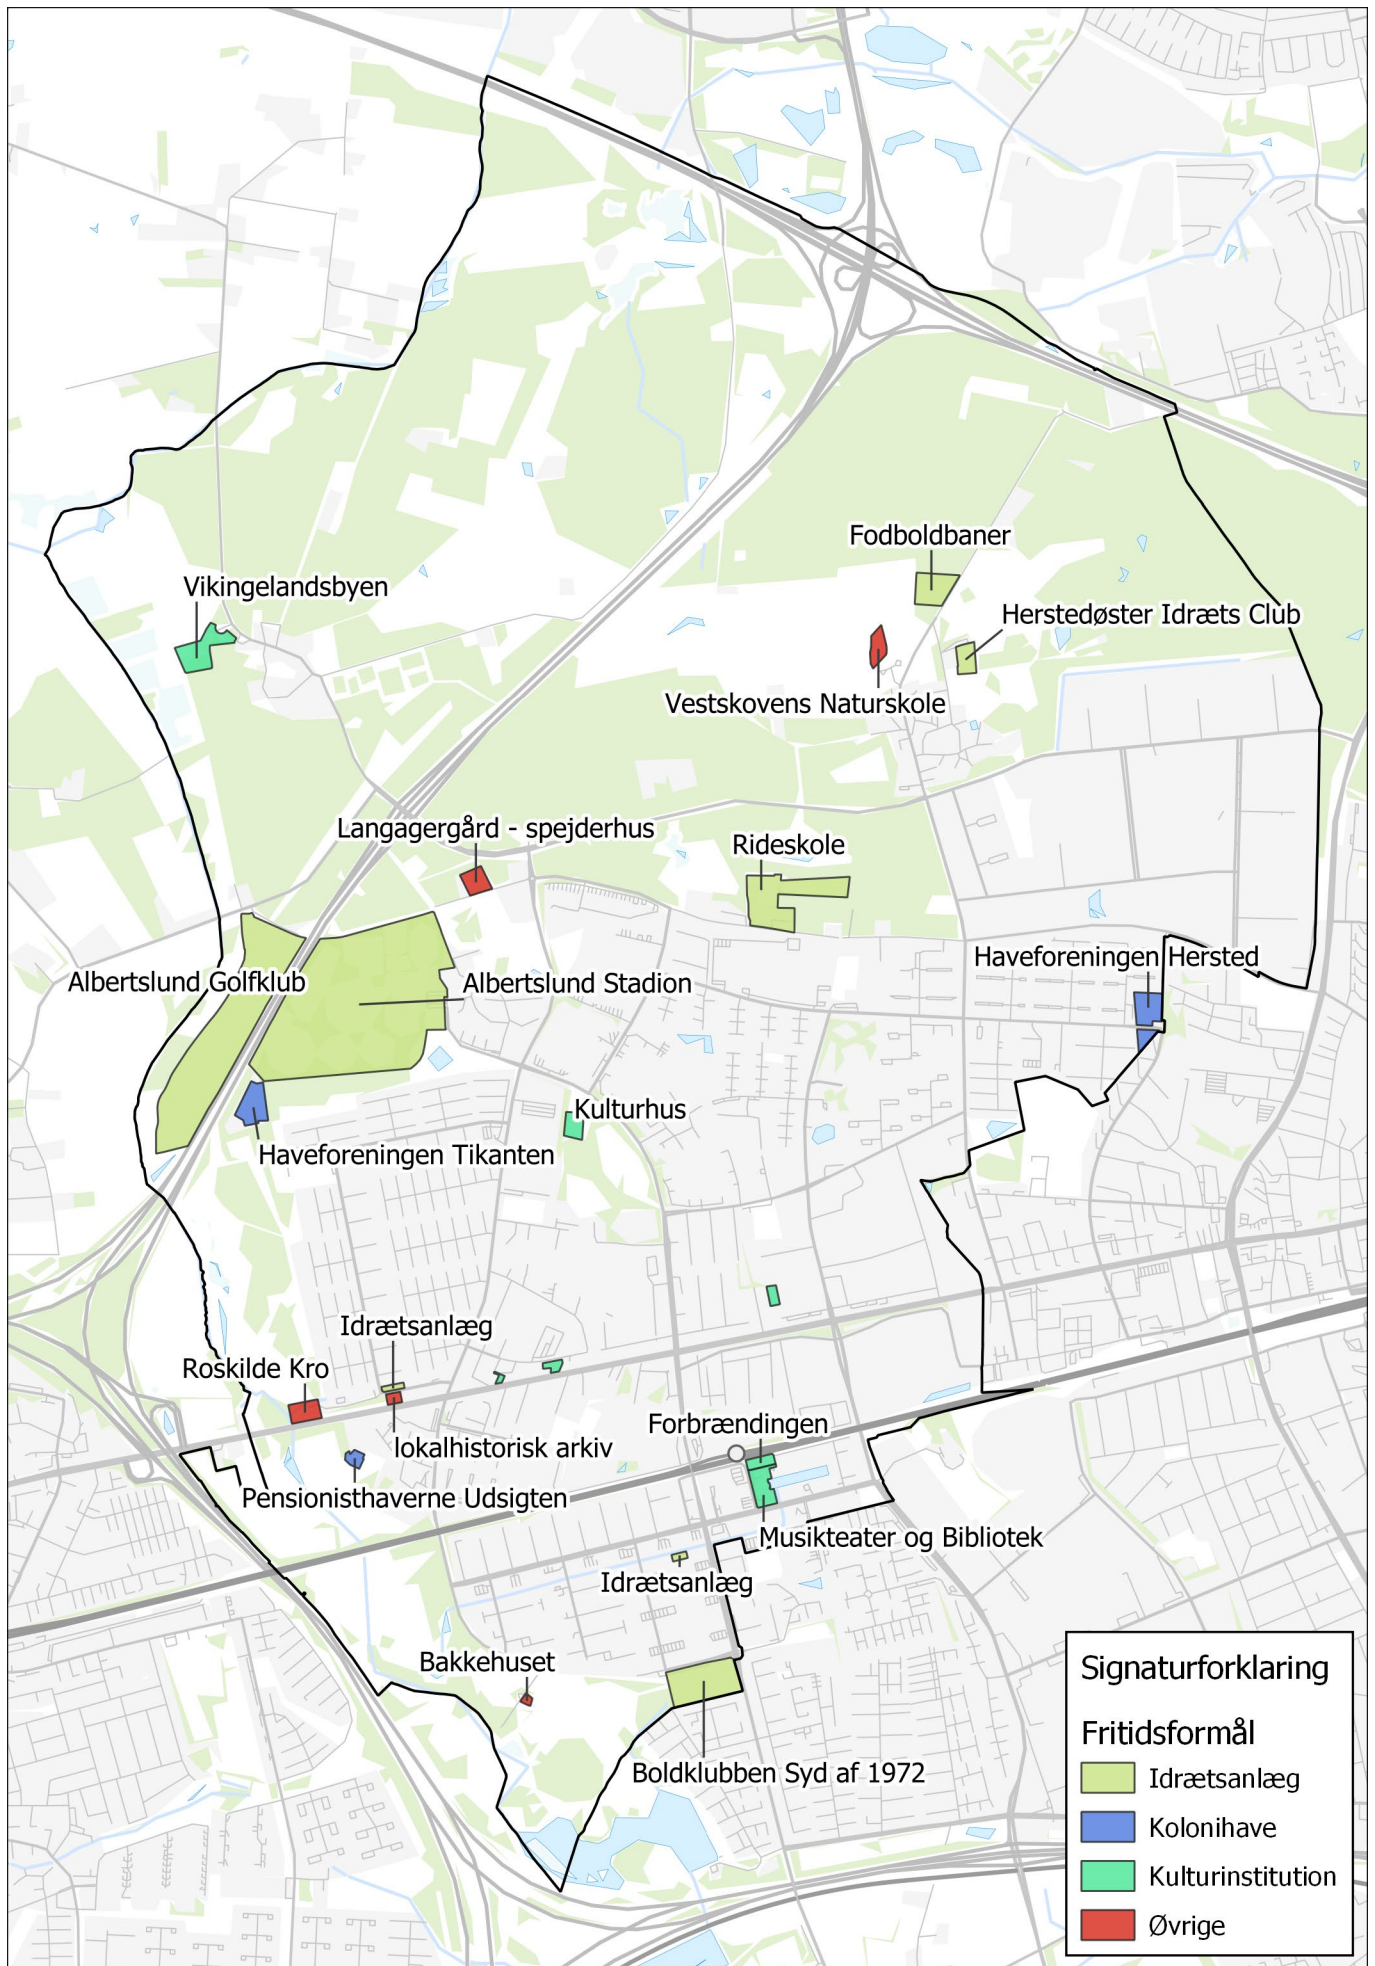 Fodboldbaner
Vikingelandsbyen
Herstedøster Idræts Club
Vestskovens Naturskole
Langagergård - spejderhus
Rideskole
Haveforeningen Hersted
Albertslund Golfklub
Albertslund Stadion
Kulturhus
Haveforeningen Tikanten
Idrætsanlæg
Roskilde Kro
Forbrændingen
lokalhistorisk arkiv
Pensionisthaverne Udsigten
Musikteater og Bibliotek
Idrætsanlæg
Bakkehuset
Boldklubben Syd af 1972
Signaturforklaring
Fritidsformål
Idrætsanlæg
Kolonihave
Kulturinstitution
Øvrige